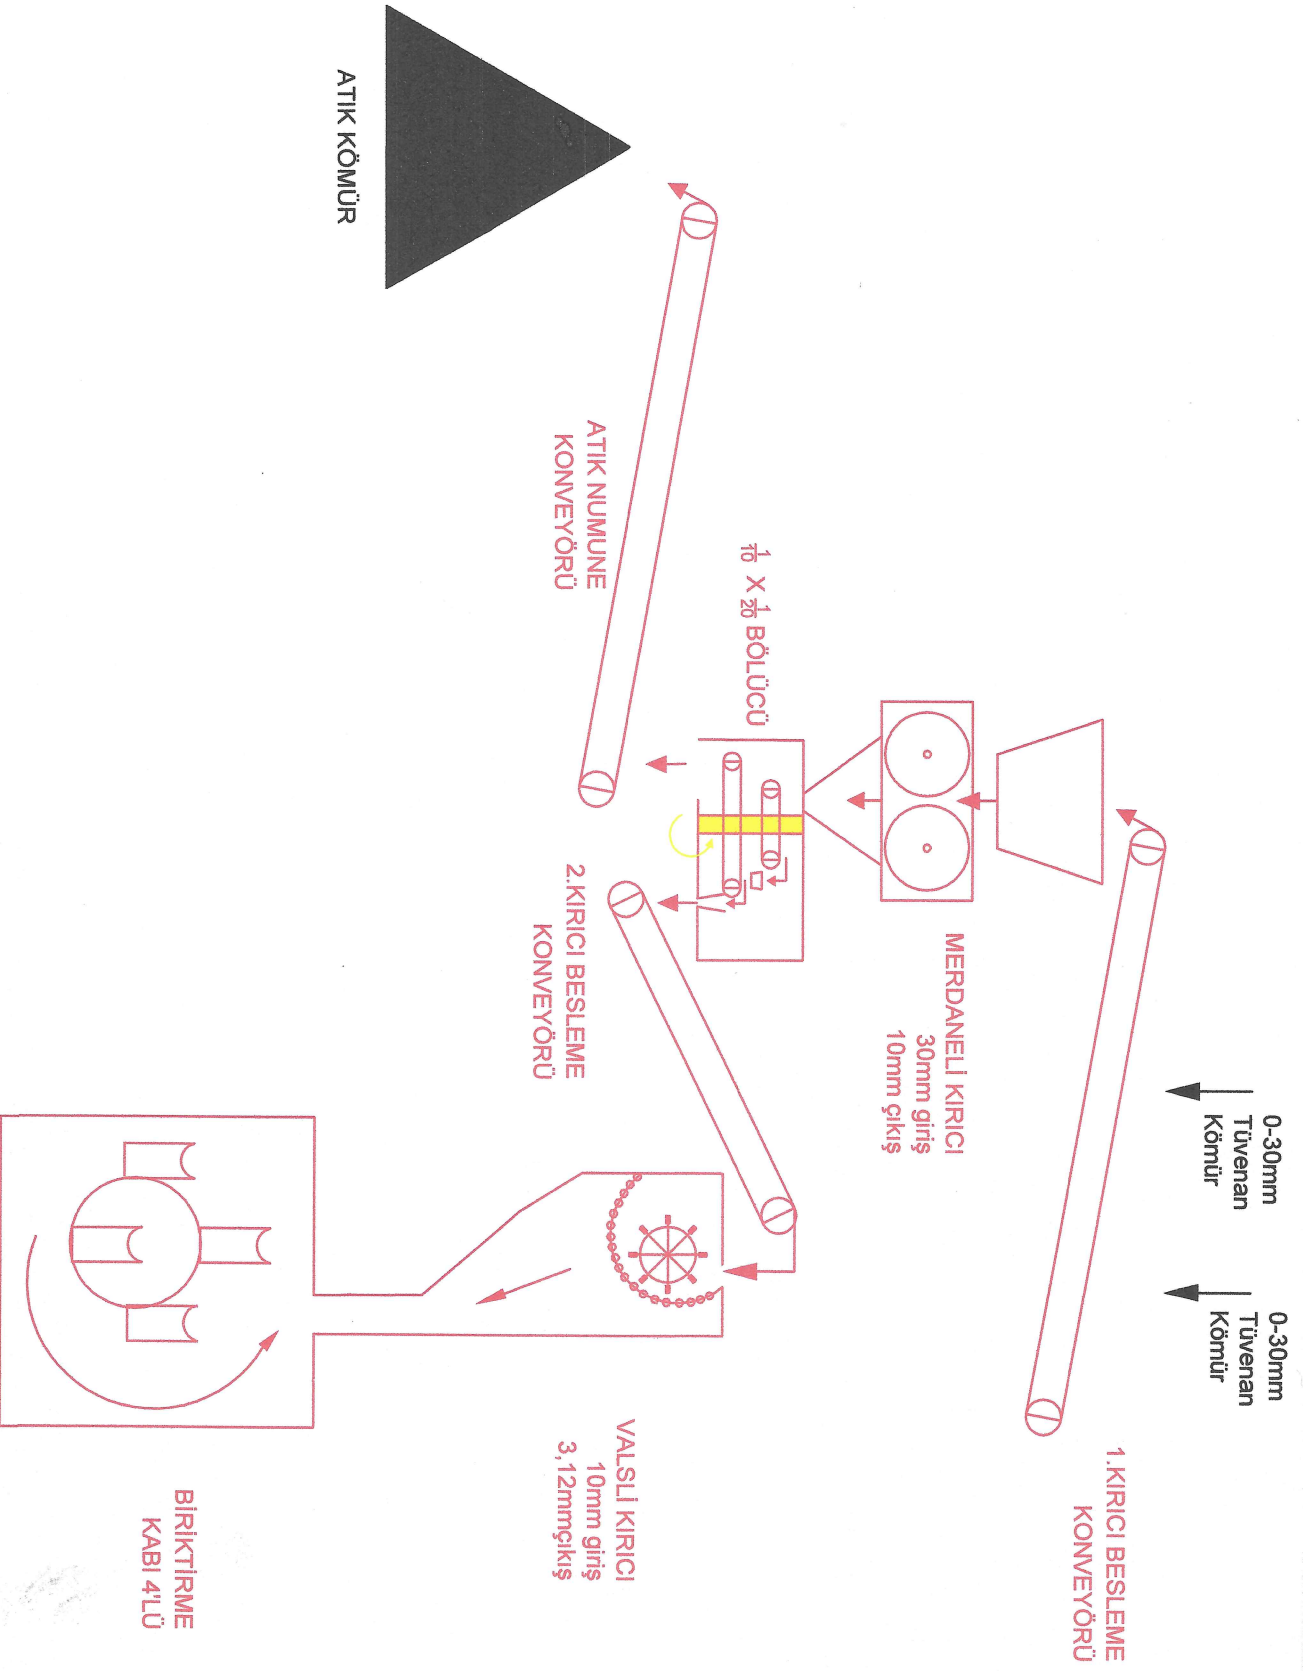 0-30mm
Tüvenan
Kömür
0-30mm
Tüvenan
Kömür
1.KIRICI BESLEME
KONVEYÖRÜ
MERDANELİ KIRICI
30mm giriş
10mm çıkış
1/10 X 1/20 BÖLÜCÜ
ATIK NUMUNE
KONVEYÖRÜ
2.KIRICI BESLEME
KONVEYÖRÜ
ATIK KÖMÜR
VALSLİ KIRICI
10mm giriş
3,12mmçıkış
BİRİKTİRME
KABI 4'LÜ